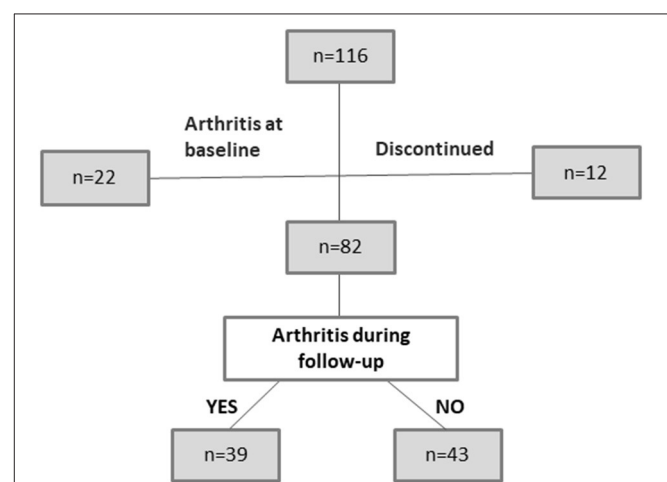 n=116
Arthritis at
baseline
Discontinued
n=22
n=12
n=82
Arthritis during
follow-up
YES
NO
n=39
n=43